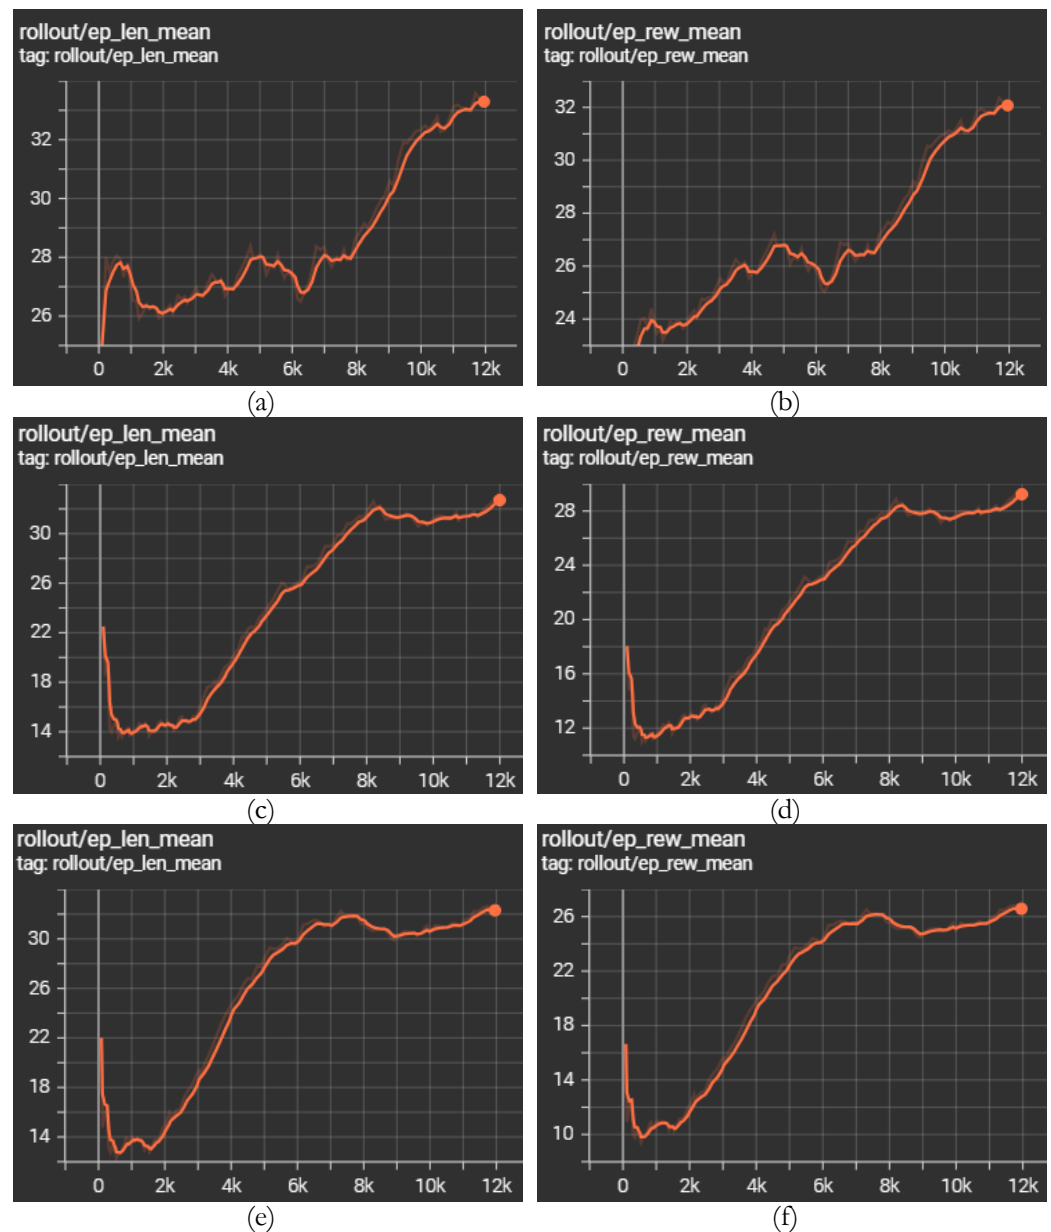 rollout/ep_len_mean
tag: rollout/ep_len_mean
32
30
28
26
0 2k 4k 6k 8k 10k 12k
(a)
rollout/ep_rew_mean
tag: rollout/ep_rew_mean
32
30
28
26
24
0 2k 4k 6k 8k 10k 12k
(b)
rollout/ep_len_mean
tag: rollout/ep_len_mean
30
26
22
18
14
0 2k 4k 6k 8k 10k 12k
(c)
rollout/ep_rew_mean
tag: rollout/ep_rew_mean
28
24
20
16
12
0 2k 4k 6k 8k 10k 12k
(d)
rollout/ep_len_mean
tag: rollout/ep_len_mean
30
26
22
18
14
0 2k 4k 6k 8k 10k 12k
(e)
rollout/ep_rew_mean
tag: rollout/ep_rew_mean
26
22
18
14
10
0 2k 4k 6k 8k 10k 12k
(f)